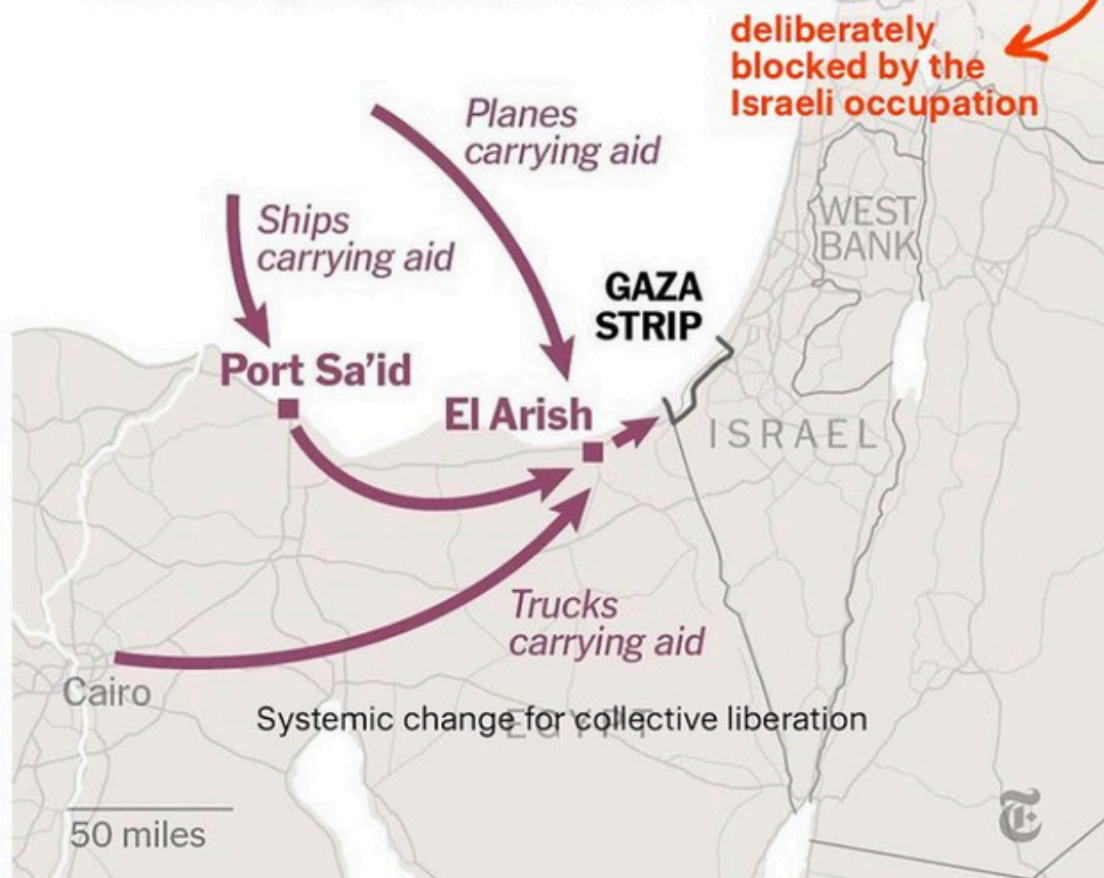 deliberately
blocked by the
Israeli occupation
Planes
carrying aid
Ships
carrying aid
WEST
BANK
GAZA
STRIP
Port Sa'id
El Arish
ISRAEL
Trucks
carrying aid
Cairo
Systemic change for collective liberation
EGYPT
50 miles
T